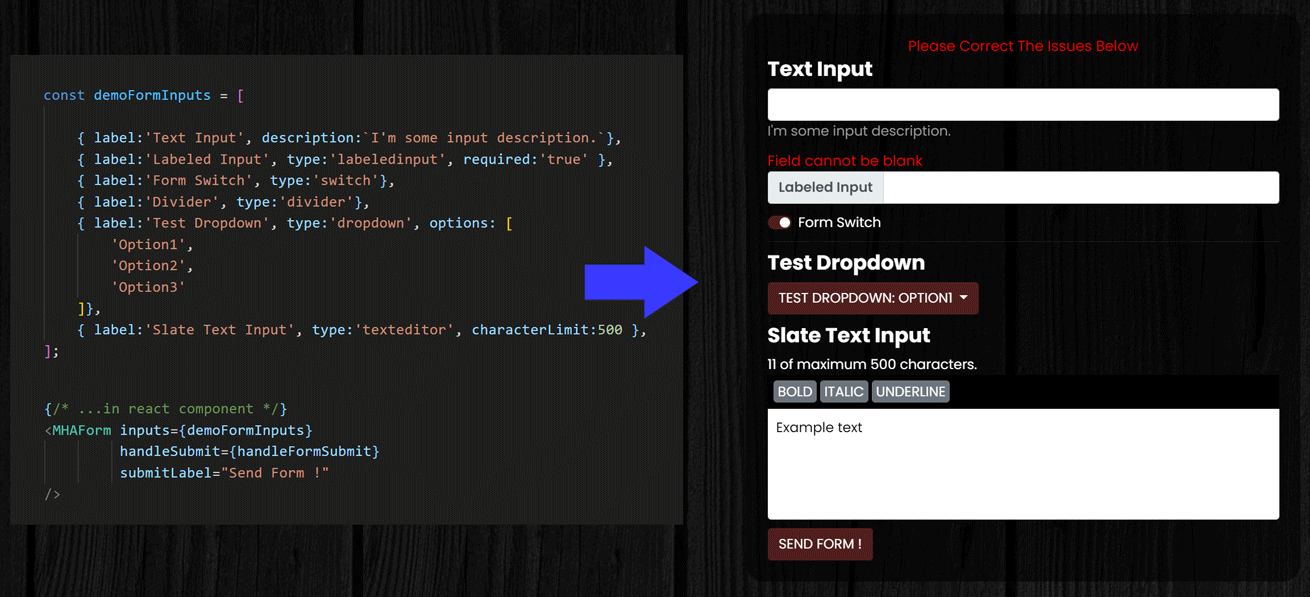 const demoFormInputs = [
{ label:'Text Input', description:`I'm some input description.`},
{ label:'Labeled Input', type:'labeledinput', required:'true' },
{ label:'Form Switch', type:'switch'},
{ label:'Divider', type:'divider'},
{ label:'Test Dropdown', type:'dropdown', options: [
'Option1',
'Option2',
'Option3'
]},
{ label:'Slate Text Input', type:'texteditor', characterLimit:500 },
];
{/* ...in react component */}
<MHAForm inputs={demoFormInputs}
handleSubmit={handleFormSubmit}
submitLabel="Send Form !"
/>
Please Correct The Issues Below
Text Input
I'm some input description.
Field cannot be blank
Labeled Input
Form Switch
Test Dropdown
TEST DROPDOWN: OPTION1
Slate Text Input
11 of maximum 500 characters.
BOLD ITALIC UNDERLINE
Example text
SEND FORM !